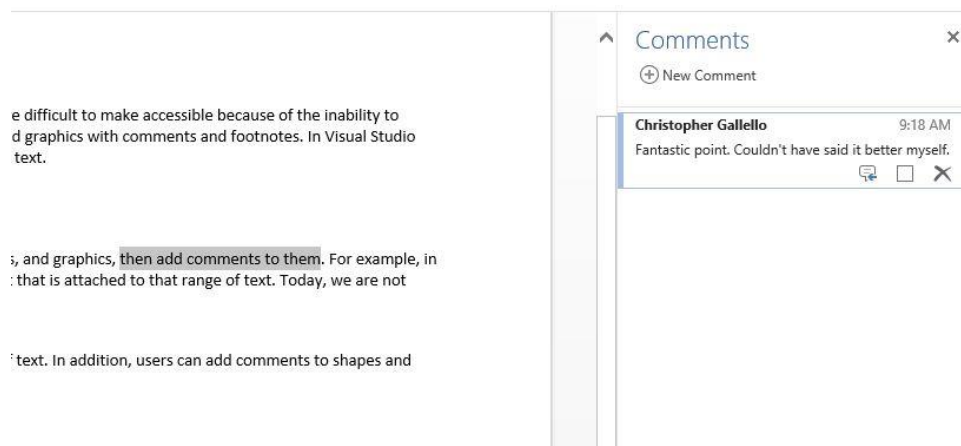 e difficult to make accessible because of the inability to
d graphics with comments and footnotes. In Visual Studio
text.
s, and graphics, then add comments to them. For example, in
that is attached to that range of text. Today, we are not
text. In addition, users can add comments to shapes and
Comments
New Comment
Christopher Gallello 9:18 AM
Fantastic point. Couldn't have said it better myself.